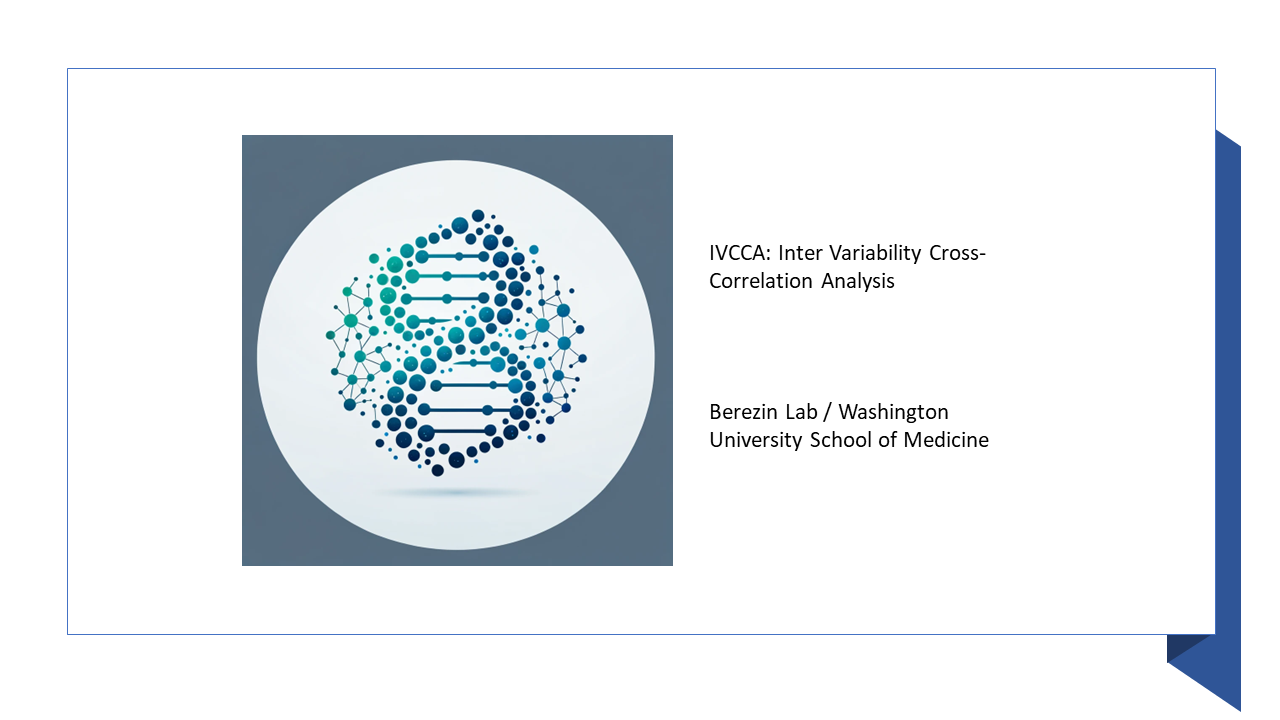 IVCCA: Inter Variability Cross-
Correlation Analysis
Berezin Lab / Washington
University School of Medicine